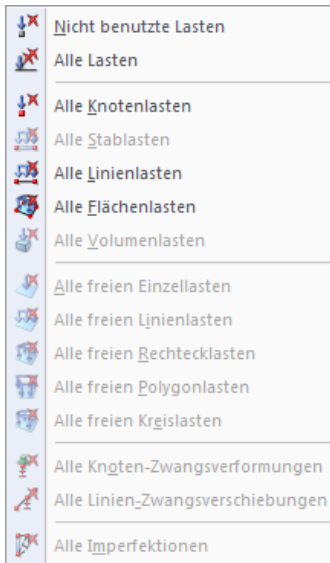 Nicht benutzte Lasten
Alle Lasten
Alle Knotenlasten
Alle Stablasten
Alle Linienlasten
Alle Flächenlasten
Alle Volumenlasten
Alle freien Einzellasten
Alle freien Linienlasten
Alle freien Rechtecklasten
Alle freien Polygonlasten
Alle freien Kreislasten
Alle Knoten-Zwangsverformungen
Alle Linien-Zwangsverschiebungen
Alle Imperfektionen